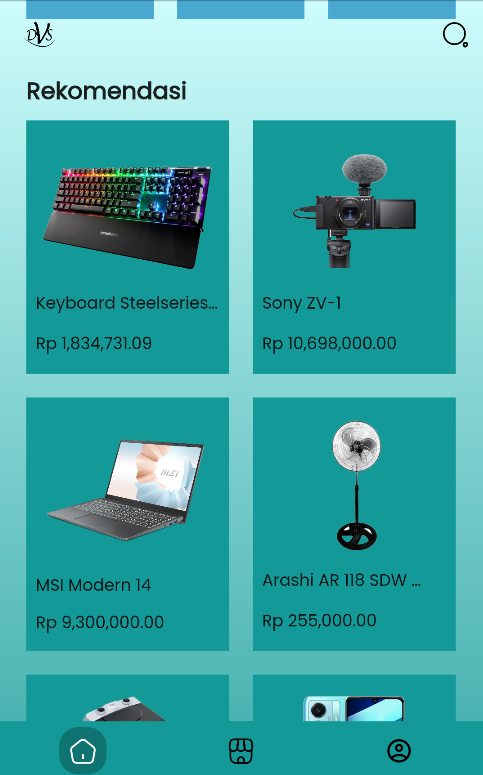 DVS
Rekomendasi
Keyboard Steelseries...
Sony ZV-1
Rp 1,834,731.09
Rp 10,698,000.00
msi
MSI Modern 14
Arashi AR 118 SDW ...
Rp 9,300,000.00
Rp 255,000.00